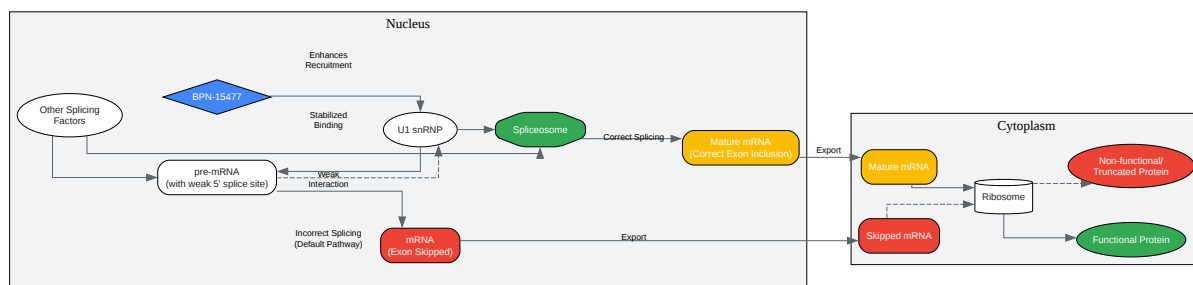 Nucleus
Enhances
Recruitment
BPN-15477
Other Splicing
Factors
Stabilized
Binding
U1 snRNP
Spliceosome
Correct Splicing
Mature mRNA
(Correct Exon Inclusion)
Export
pre-mRNA
(with weak 5' splice site)
Weak
Interaction
Incorrect Splicing
(Default Pathway)
mRNA
(Exon Skipped)
Export
Cytoplasm
Mature mRNA
Non-functional/
Truncated Protein
Ribosome
Skipped mRNA
Functional Protein